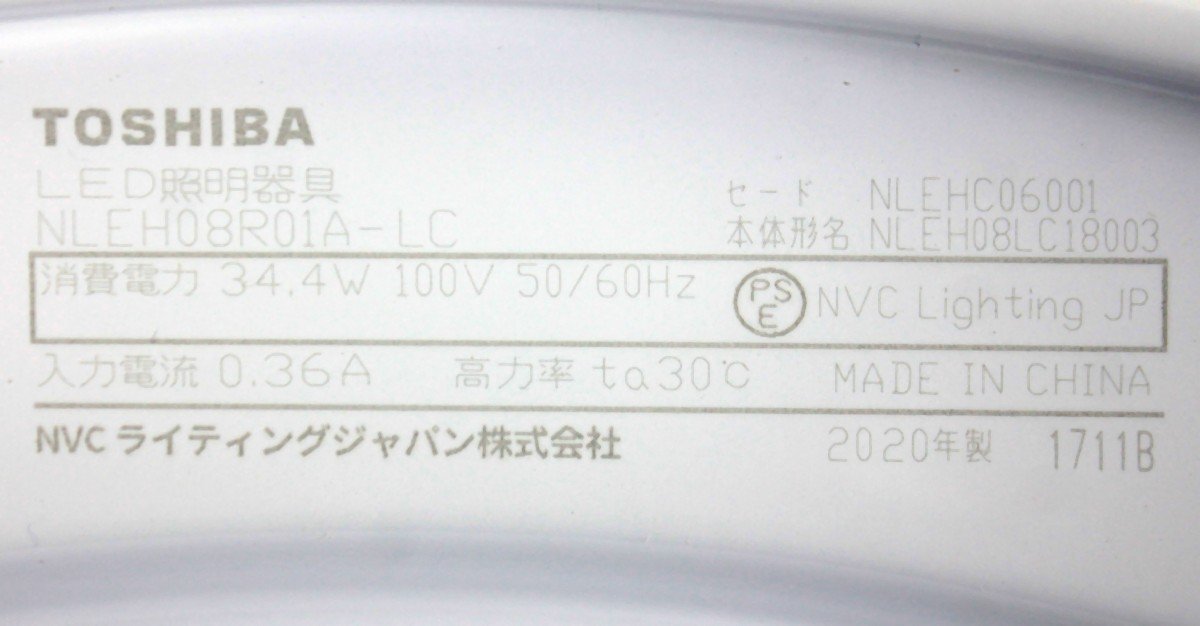 TOSHIBA
LED照明器具
NLEH08R01A-LC
セード NLEHC06001
本体形名 NLEH08LC18003
消費電力 34.4W 100V 50/60Hz
PSE NVC Lighting JP
入力電流 0.36A 高力率 ta30℃ MADE IN CHINA
NVC ライティングジャパン株式会社 2020年製 1711B